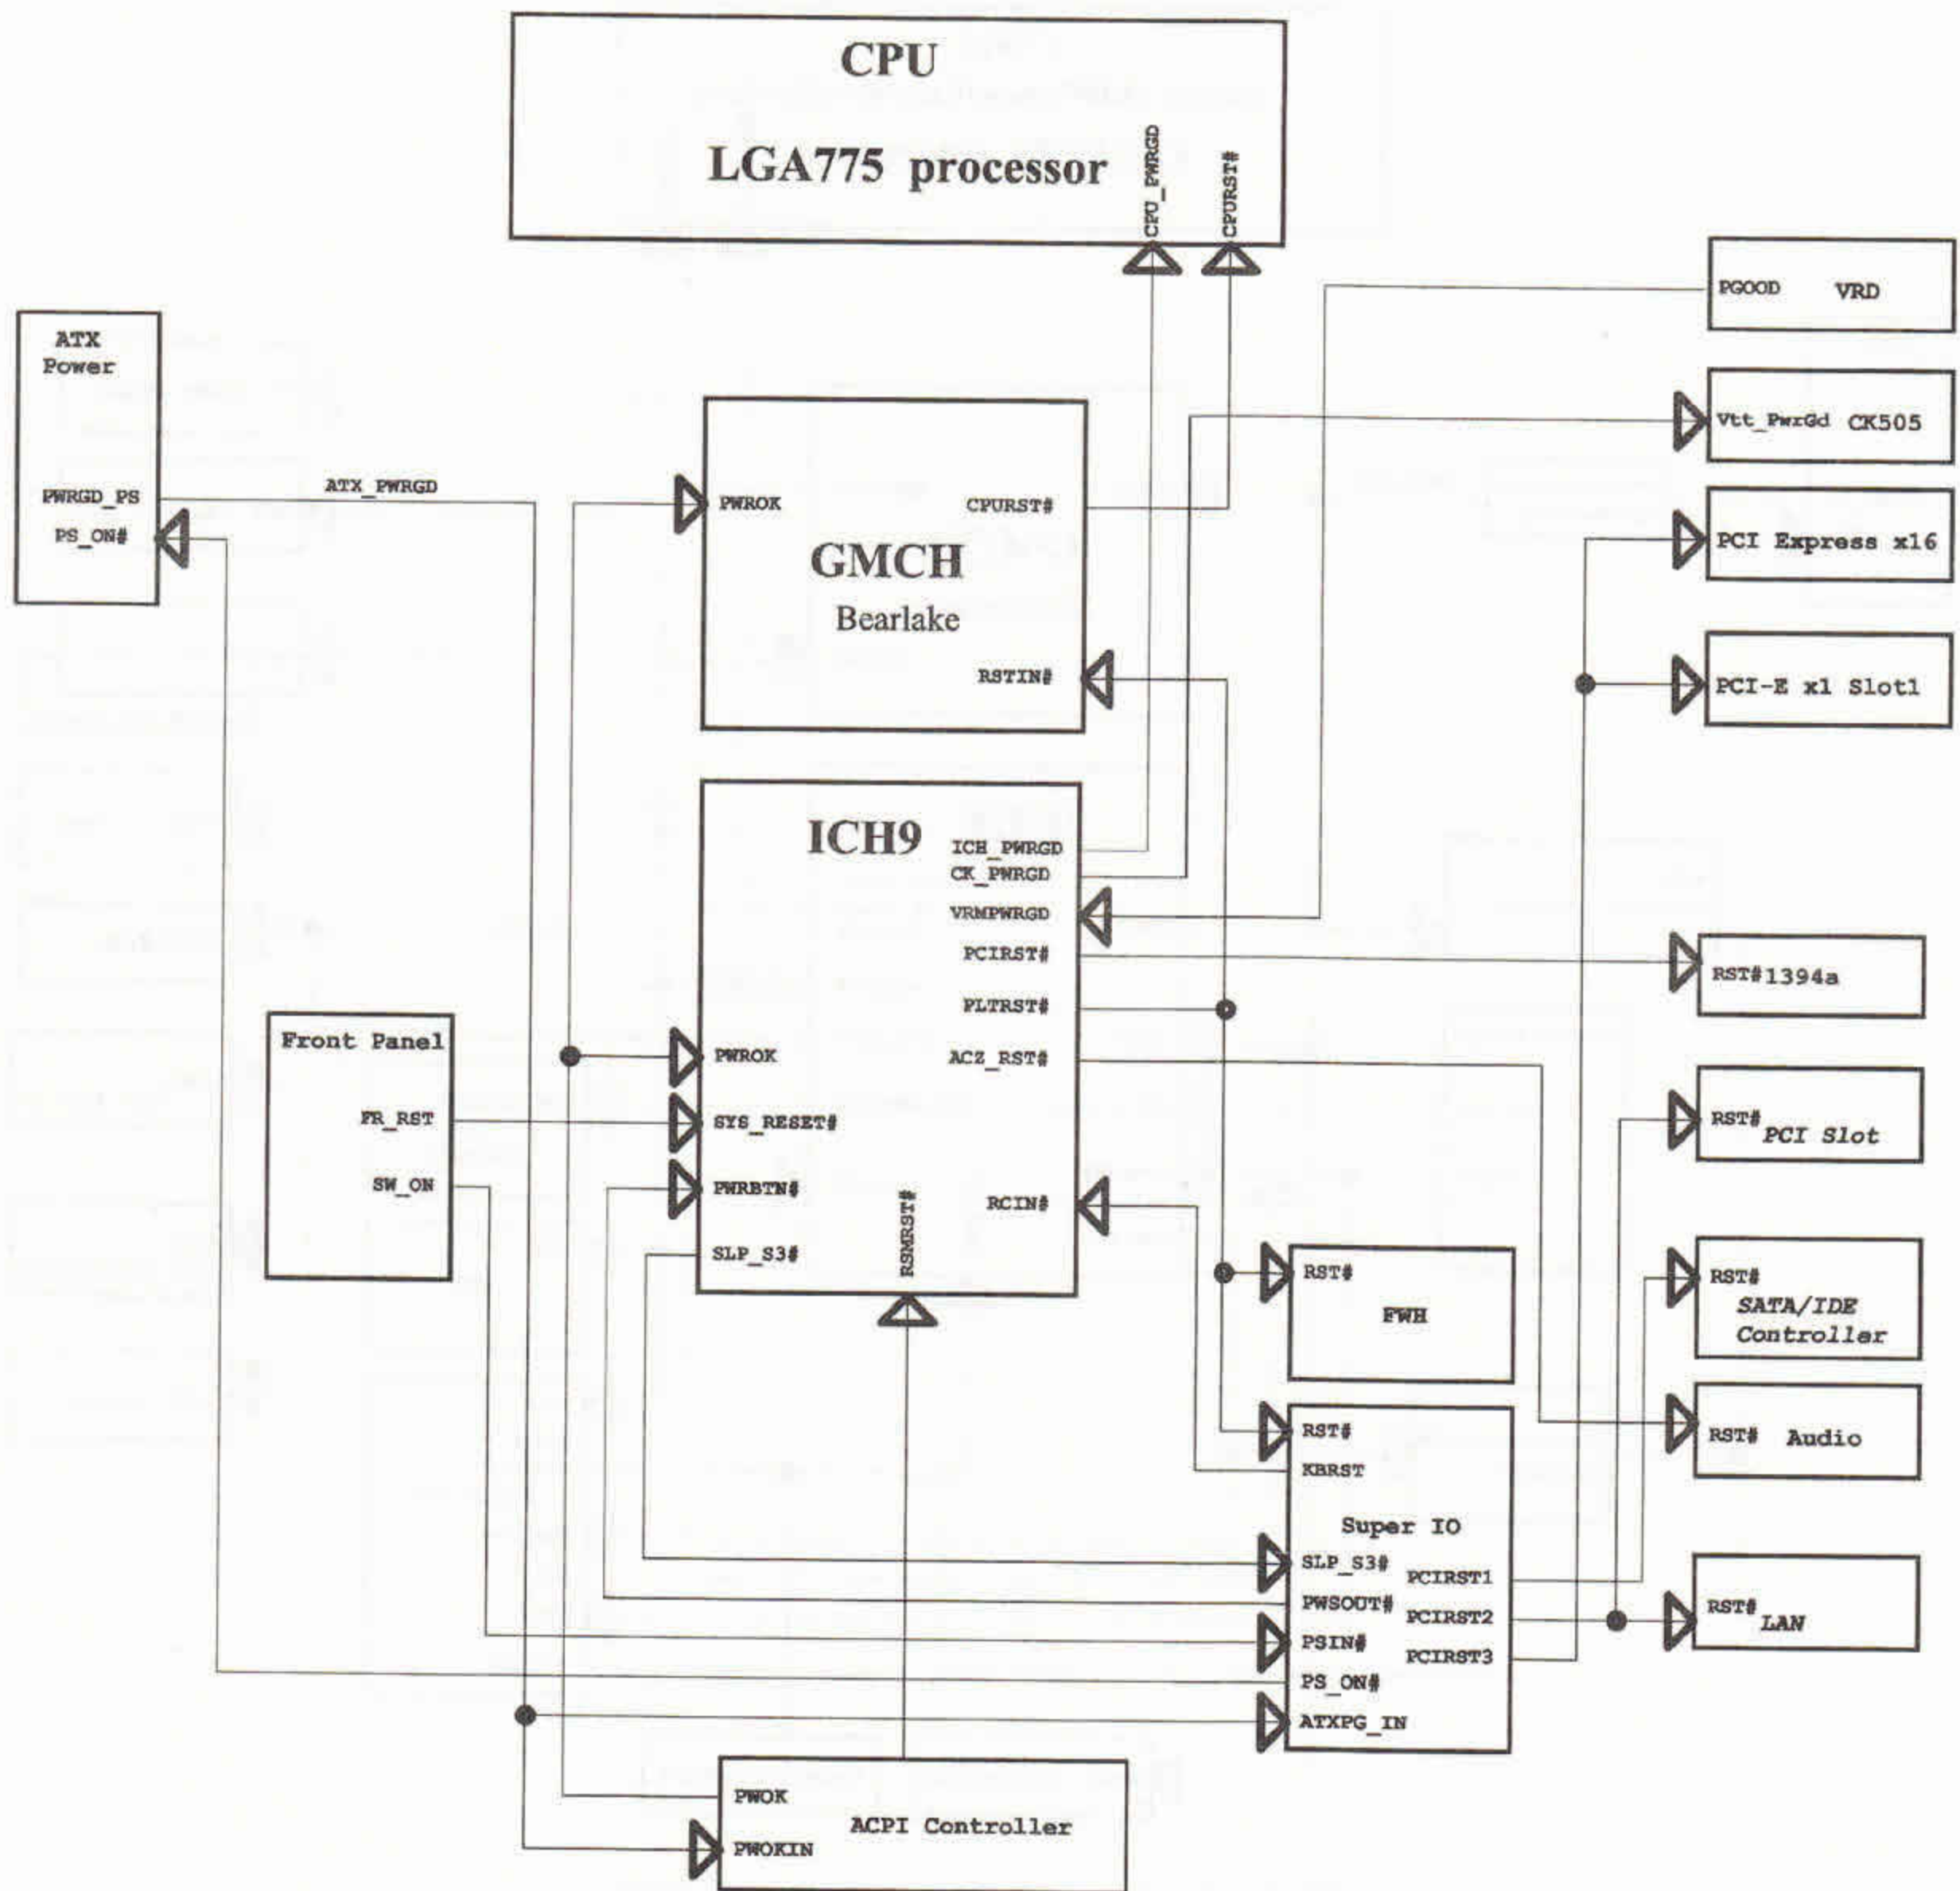 CPU
LGA775 processor
CPU_PWRGD
CPURST#
PGOOD VRD
ATX
Power
PWRGD_PS
PS_ON#
ATX_PWRGD
PWROK
CPURST#
GMCH
Bearlake
RSTIN#
Vtt_PwrGd CK505
PCI Express x16
PCI-E x1 Slot1
ICH9
ICH_PWRGD
CK_PWRGD
VRMPWRGD
PCIRST#
PLTRST#
ACZ_RST#
PWROK
SYS_RESET#
PWRBTN#
SLP_S3#
RSMRST#
RCIN#
Front Panel
FR_RST
SW_ON
RST# 1394a
RST# PCI Slot
RST#
SATA/IDE
Controller
RST# Audio
RST# LAN
RST#
FWH
RST#
KBRST
Super IO
SLP_S3#
PWSOUT#
PSIN#
PS_ON#
ATXPG_IN
PCIRST1
PCIRST2
PCIRST3
PWOK
ACPI Controller
PWOKIN